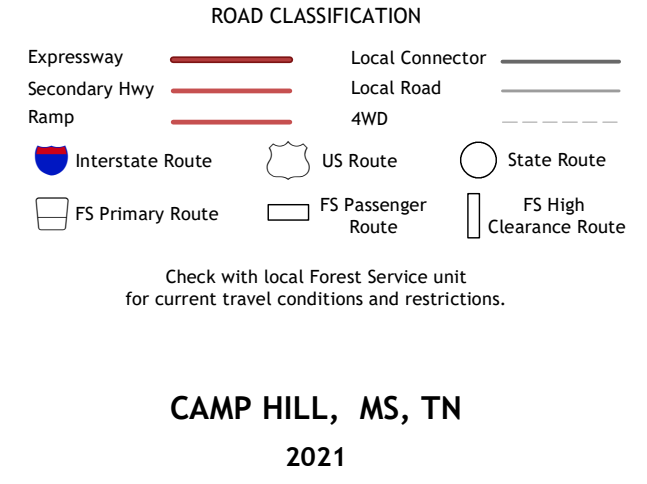 ROAD CLASSIFICATION
Expressway
Local Connector
Secondary Hwy
Local Road
Ramp
4WD
Interstate Route
US Route
State Route
FS Primary Route
FS Passenger
Route
FS High
Clearance Route
Check with local Forest Service unit
for current travel conditions and restrictions.
CAMP HILL, MS, TN
2021